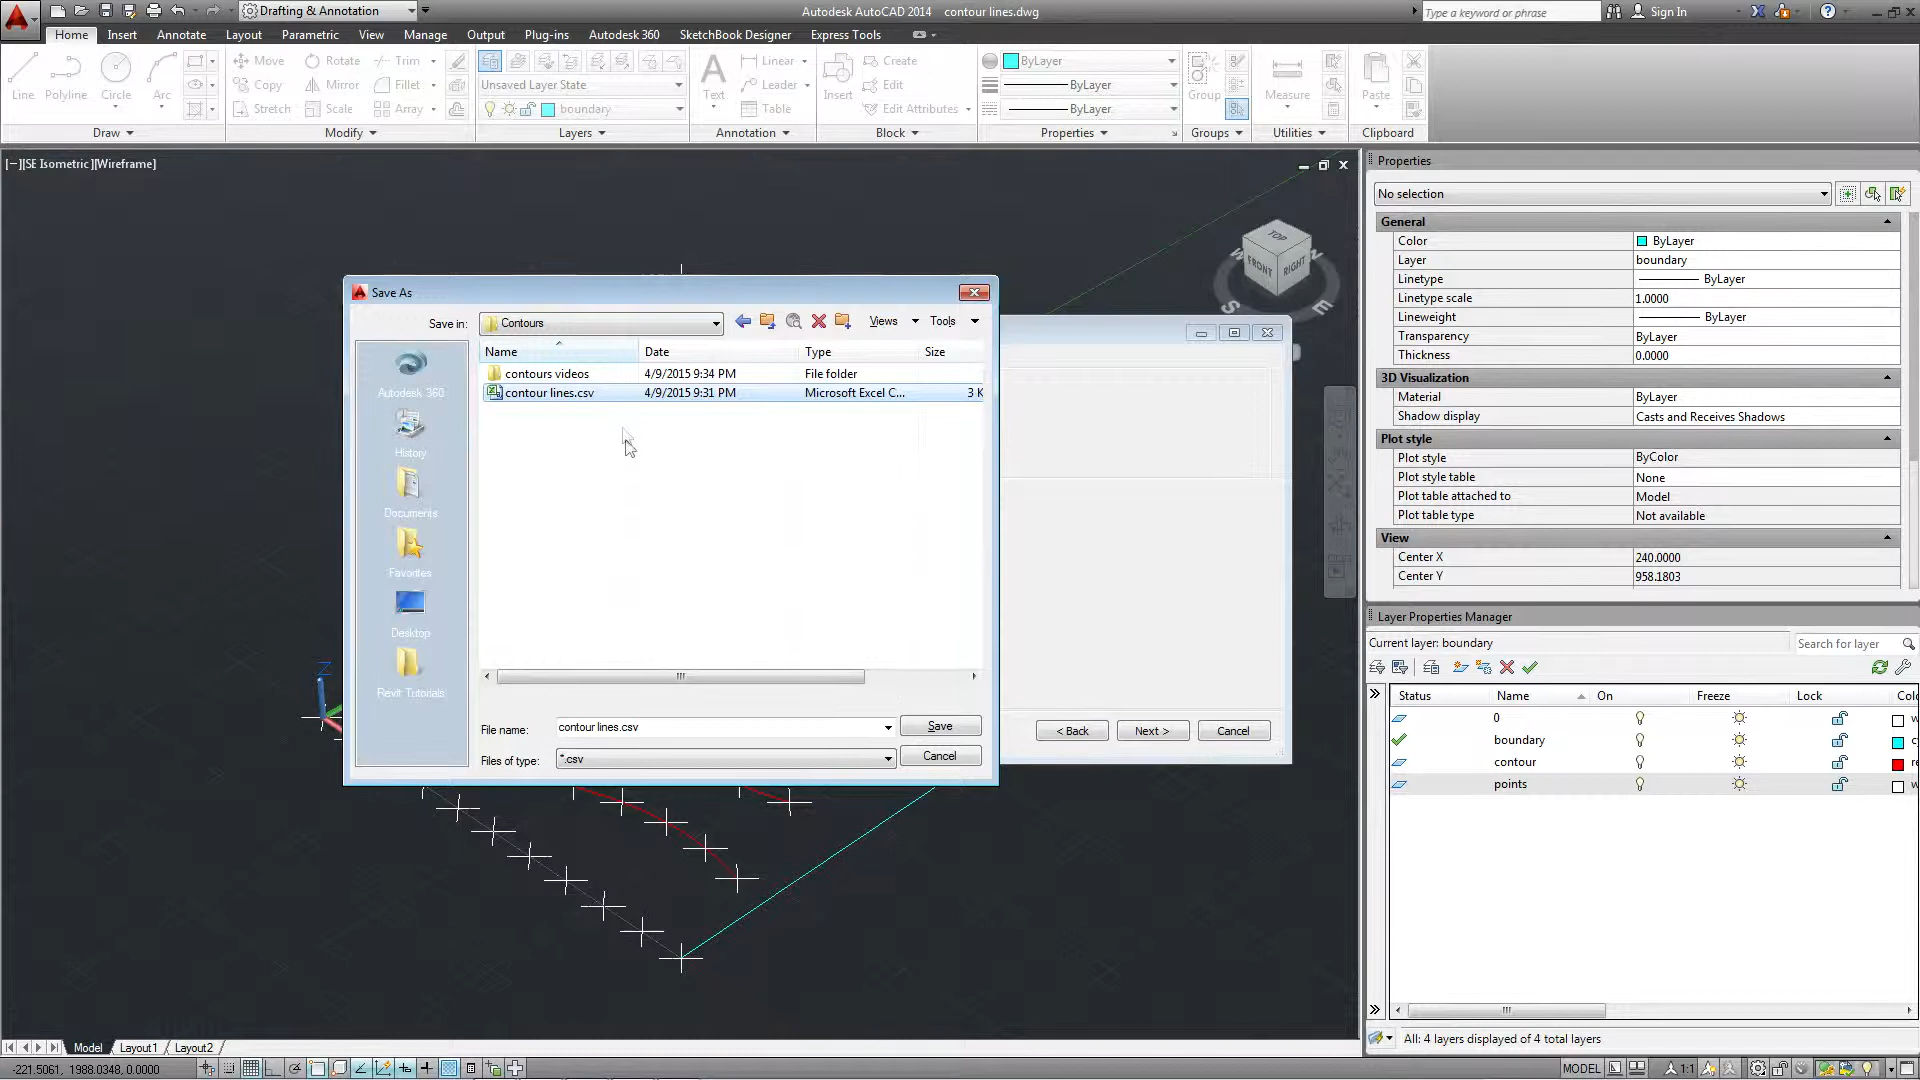 Drafting & Annotation
Autodesk AutoCAD 2014 contour lines.dwg
Type a keyword or phrase
Sign In
Home Insert Annotate Layout Parametric View Manage Output Plug-ins Autodesk 360 SketchBook Designer Express Tools
Line Polyline Circle Arc
Move Rotate Trim
Copy Mirror Fillet
Stretch Scale Array
Unsaved Layer State
boundary
Text Linear
Leader
Table
Insert Create
Edit
Edit Attributes
ByLayer
ByLayer
ByLayer
Group Measure Paste
Draw Modify Layers Annotation Block Properties Groups Utilities Clipboard
[−][SE Isometric][Wireframe]
TOP
FRONT RIGHT
S E
Save As
Save in: Contours
Views Tools
Name Date Type Size
contours videos 4/9/2015 9:34 PM File folder
contour lines.csv 4/9/2015 9:31 PM Microsoft Excel C... 3 K
Autodesk 360
History
Documents
Favorites
Desktop
Revit Tutorials
File name: contour lines.csv Save
Files of type: *.csv Cancel
< Back Next > Cancel
Z
Properties
No selection
General
Color ByLayer
Layer boundary
Linetype ByLayer
Linetype scale 1.0000
Lineweight ByLayer
Transparency ByLayer
Thickness 0.0000
3D Visualization
Material ByLayer
Shadow display Casts and Receives Shadows
Plot style
Plot style ByColor
Plot style table None
Plot table attached to Model
Plot table type Not available
View
Center X 240.0000
Center Y 958.1803
Layer Properties Manager
Current layer: boundary
Search for layer
Status Name On Freeze Lock Colo
0 w
boundary c
contour re
points w
All: 4 layers displayed of 4 total layers
Model Layout1 Layout2
-221.5061, 1988.0348, 0.0000
MODEL
1:1